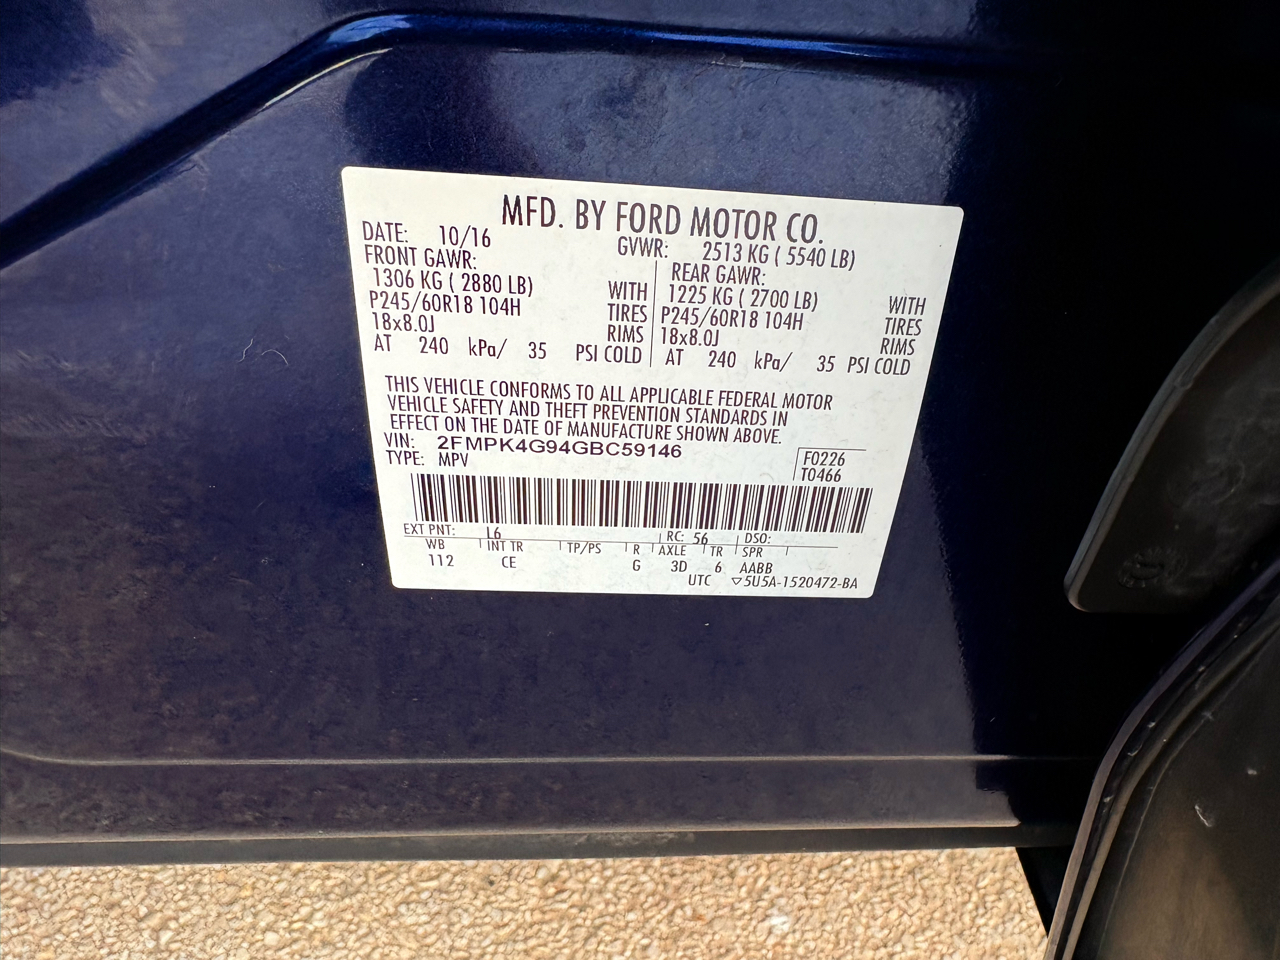 MFD. BY FORD MOTOR CO.
DATE: 10/16 GVWR: 2513 KG ( 5540 LB)
FRONT GAWR: REAR GAWR:
1306 KG ( 2880 LB) WITH 1225 KG ( 2700 LB) WITH
P245/60R18 104H TIRES P245/60R18 104H TIRES
18x8.0J RIMS 18x8.0J RIMS
AT 240 kPa/ 35 PSI COLD AT 240 kPa/ 35 PSI COLD
THIS VEHICLE CONFORMS TO ALL APPLICABLE FEDERAL MOTOR
VEHICLE SAFETY AND THEFT PREVENTION STANDARDS IN
EFFECT ON THE DATE OF MANUFACTURE SHOWN ABOVE.
VIN: 2FMPK4G94GBC59146 F0226
TYPE: MPV T0466
EXT PNT: L6 RC: 56 DSO:
WB INT TR TP/PS R AXLE TR SPR
112 CE G 3D 6 AABB
UTC ▽5U5A-1520472-BA